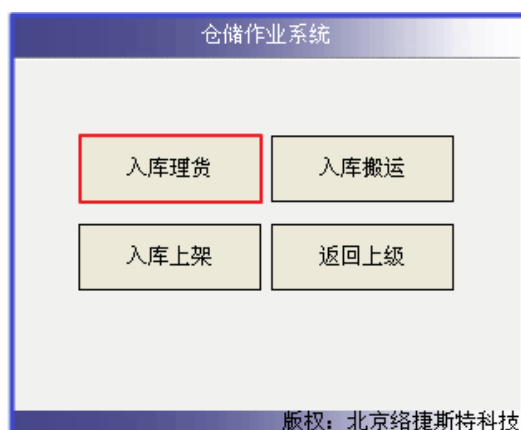 仓储作业系统
入库理货 入库搬运
入库上架 返回上级
版权：北京络捷斯特科技